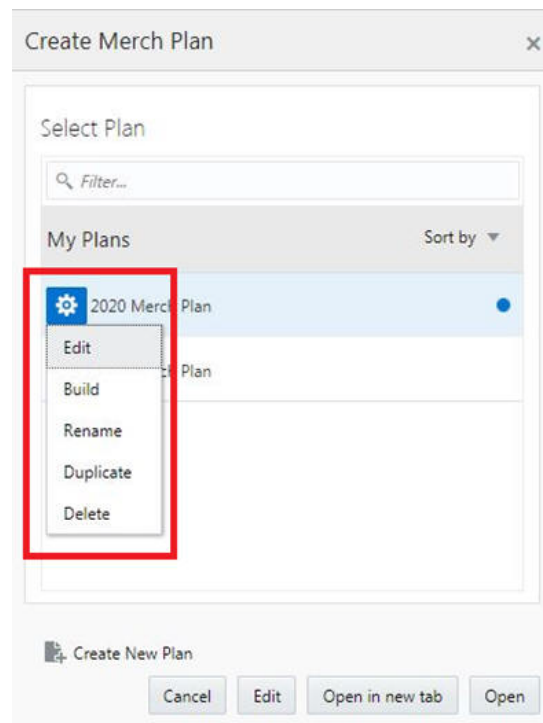 Create Merch Plan
Select Plan
Filter...
My Plans Sort by
2020 Merch Plan
Edit
Plan
Build
Rename
Duplicate
Delete
Create New Plan
Cancel Edit Open in new tab Open